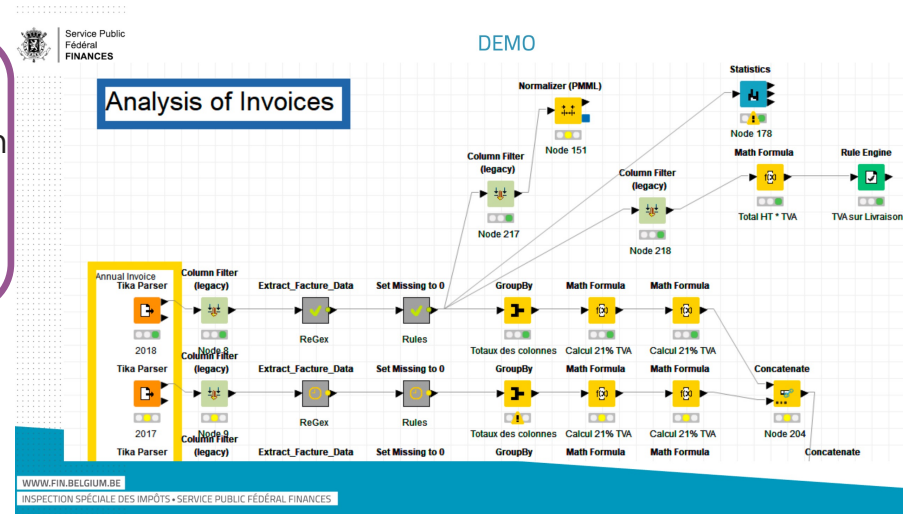 Service Public
Fédéral
FINANCES
DEMO
n
Analysis of Invoices
Statistics
Node 178
Normalizer (PMML)
Node 151
Column Filter
(legacy)
Node 217
Column Filter
(legacy)
Node 218
Math Formula
f(x)
Total HT * TVA
Rule Engine
TVA sur Livraison
Annual Invoice
Tika Parser
2018
Column Filter
(legacy)
Node 8
Extract_Facture_Data
ReGex
Set Missing to 0
Rules
GroupBy
Totaux des colonnes
Math Formula
f(x)
Calcul 21% TVA
Math Formula
f(x)
Calcul 21% TVA
Tika Parser
2017
Column Filter
(legacy)
Node 9
Extract_Facture_Data
ReGex
Set Missing to 0
Rules
GroupBy
Totaux des colonnes
Math Formula
f(x)
Calcul 21% TVA
Math Formula
f(x)
Calcul 21% TVA
Concatenate
Node 204
Tika Parser
Column Filter
(legacy)
Extract_Facture_Data
Set Missing to 0
GroupBy
Math Formula
Math Formula
Concatenate
WWW.FIN.BELGIUM.BE
INSPECTION SPÉCIALE DES IMPÔTS • SERVICE PUBLIC FÉDÉRAL FINANCES